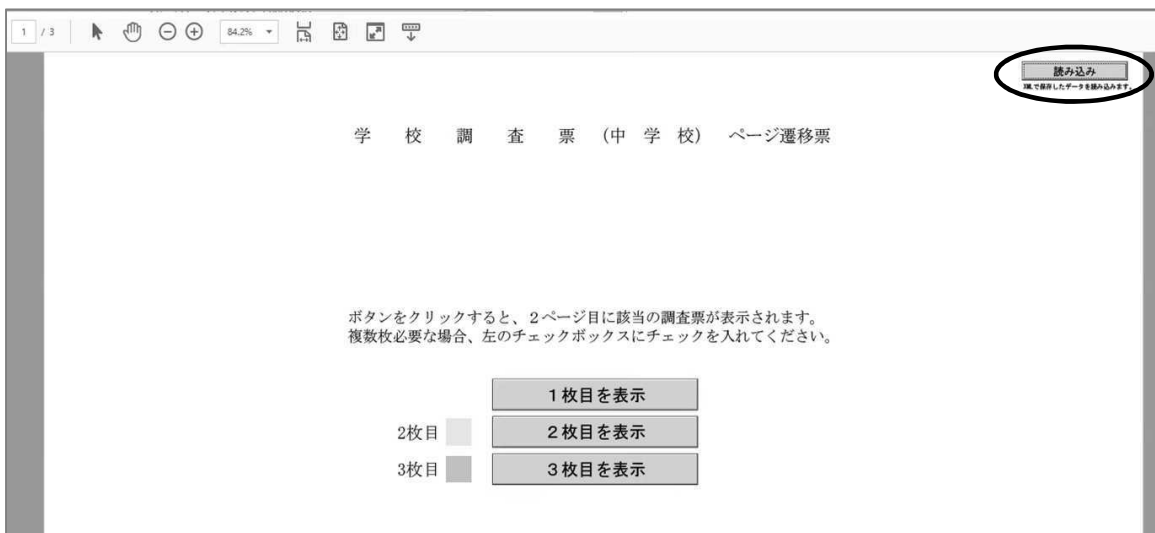 1 / 3 84.2%
読み込み
XMLで保存したデータを読み込みます。
学 校 調 査 票 (中 学 校) ページ遷移票
ボタンをクリックすると、2ページ目に該当の調査票が表示されます。
複数枚必要な場合、左のチェックボックスにチェックを入れてください。
1枚目を表示
2枚目 2枚目を表示
3枚目 3枚目を表示